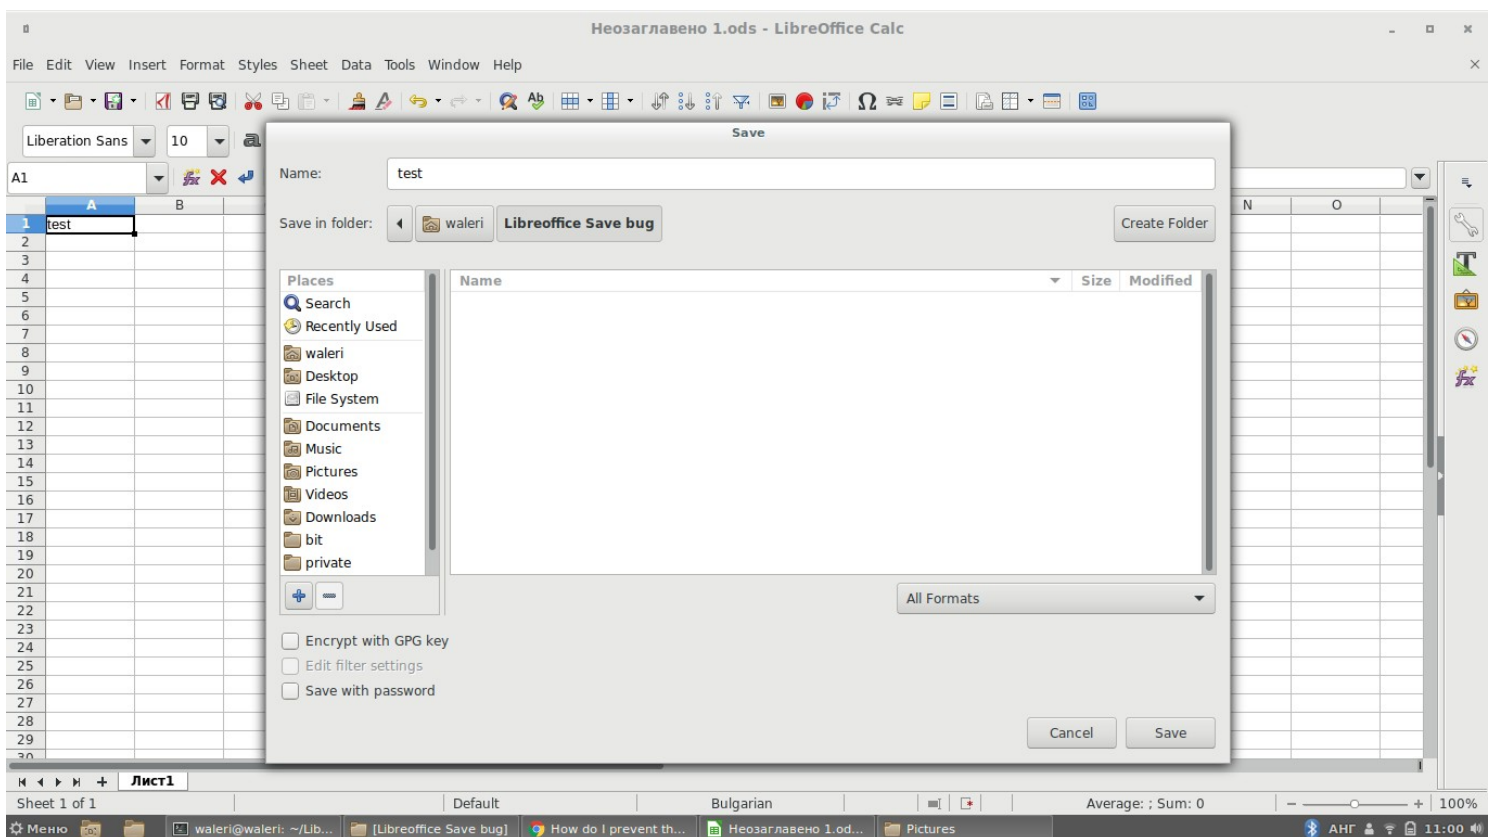 Неозаглавено 1.ods - LibreOffice Calc
File Edit View Insert Format Styles Sheet Data Tools Window Help
Liberation Sans 10
Save
A1
Name: test
Save in folder: waleri Libreoffice Save bug Create Folder
A B N O
Places Name Size Modified
Search
Recently Used
waleri
Desktop
File System
Documents
Music
Pictures
Videos
Downloads
bit
private
1 test
2
3
4
5
6
7
8
9
10
11
12
13
14
15
16
17
18
19
20
21
22
23
24
25
26
27
28
29
30
All Formats
Encrypt with GPG key
Edit filter settings
Save with password
Cancel Save
Лист1
Sheet 1 of 1 Default Bulgarian Average: ; Sum: 0 100%
Меню waleri@waleri: ~/Lib... [Libreoffice Save bug] How do I prevent th... Неозаглавено 1.od... Pictures АНГ 11:00